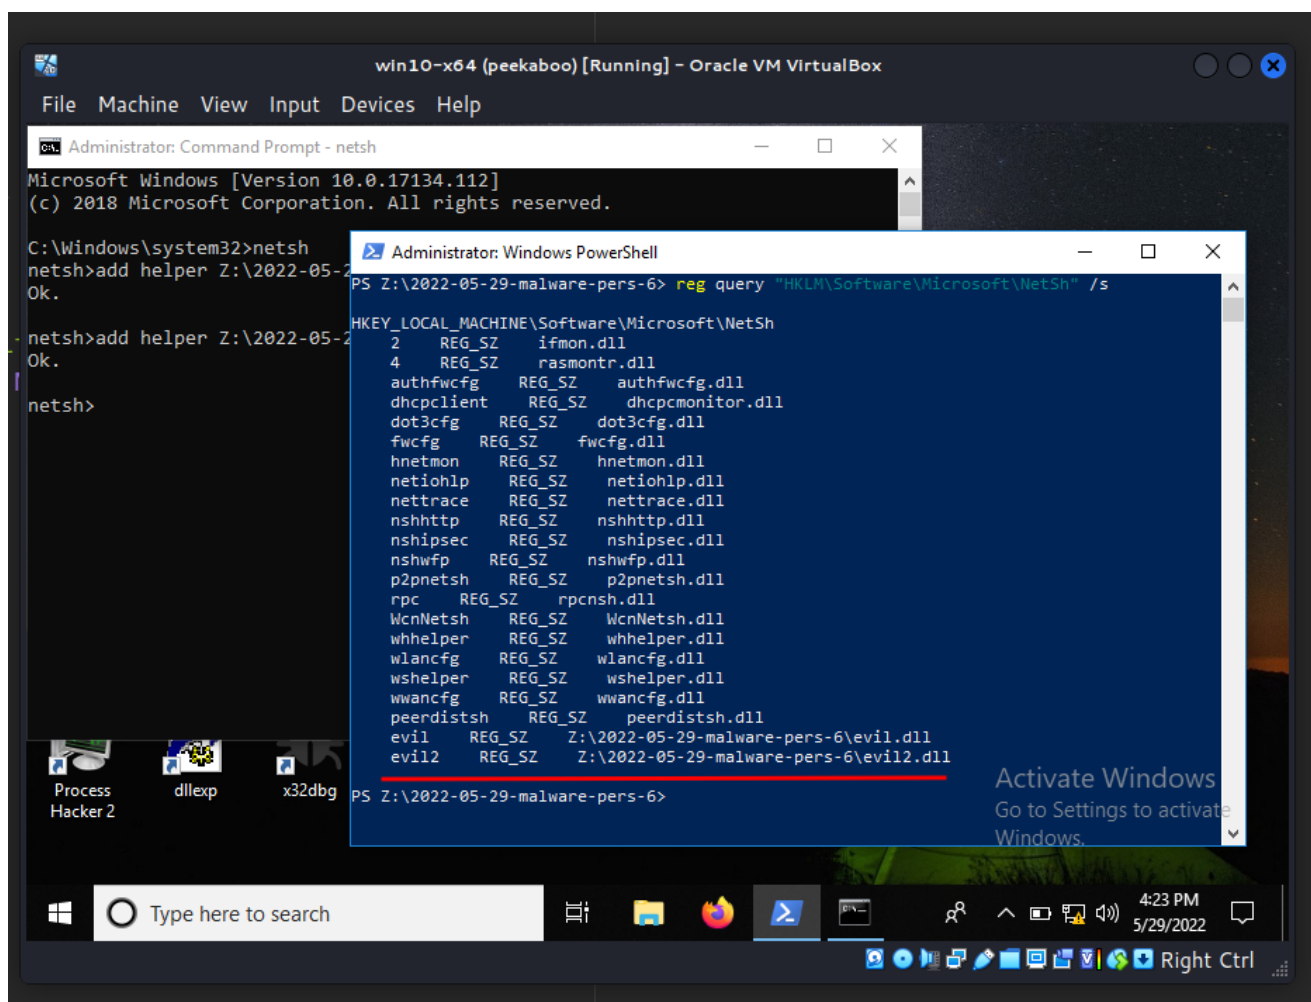 win10-x64 (peekaboo) [Running] - Oracle VM VirtualBox
File Machine View Input Devices Help
Administrator: Command Prompt - netsh
Microsoft Windows [Version 10.0.17134.112]
(c) 2018 Microsoft Corporation. All rights reserved.
C:\Windows\system32>netsh
netsh>add helper Z:\2022-05-2
Ok.
netsh>add helper Z:\2022-05-2
Ok.
netsh>
Administrator: Windows PowerShell
PS Z:\2022-05-29-malware-pers-6> reg query "HKLM\Software\Microsoft\NetSh" /s
HKEY_LOCAL_MACHINE\Software\Microsoft\NetSh
2 REG_SZ ifmon.dll
4 REG_SZ rasmontr.dll
authfwcfg REG_SZ authfwcfg.dll
dhcpclient REG_SZ dhcpcmonitor.dll
dot3cfg REG_SZ dot3cfg.dll
fwcfg REG_SZ fwcfg.dll
hnetmon REG_SZ hnetmon.dll
netiohlp REG_SZ netiohlp.dll
nettrace REG_SZ nettrace.dll
nshhttp REG_SZ nshhttp.dll
nshipsec REG_SZ nshipsec.dll
nshwfp REG_SZ nshwfp.dll
p2pnetsh REG_SZ p2pnetsh.dll
rpc REG_SZ rpcnsh.dll
WcnNetsh REG_SZ WcnNetsh.dll
whhelper REG_SZ whhelper.dll
wlancfg REG_SZ wlancfg.dll
wshelper REG_SZ wshelper.dll
wwancfg REG_SZ wwancfg.dll
peerdistsh REG_SZ peerdistsh.dll
evil REG_SZ Z:\2022-05-29-malware-pers-6\evil.dll
evil2 REG_SZ Z:\2022-05-29-malware-pers-6\evil2.dll
PS Z:\2022-05-29-malware-pers-6>
Process
Hacker 2
dllexp
x32dbg
Activate Windows
Go to Settings to activate
Windows.
Type here to search
4:23 PM
5/29/2022
Right Ctrl